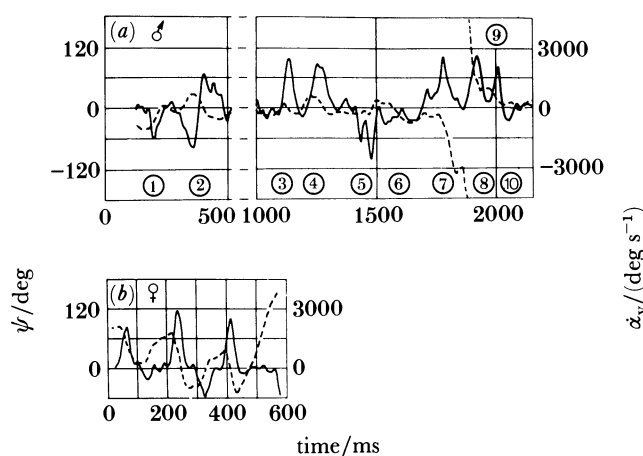 (a) ♂
120
0
−120
3000
0
−3000
① ② ③ ④ ⑤ ⑥ ⑦ ⑧ ⑨ ⑩
0 500 1000 1500 2000
ψ/deg
α̇ᵥ/(deg s⁻¹)
(b) ♀
120
0
3000
0
0 200 400 600
time/ms